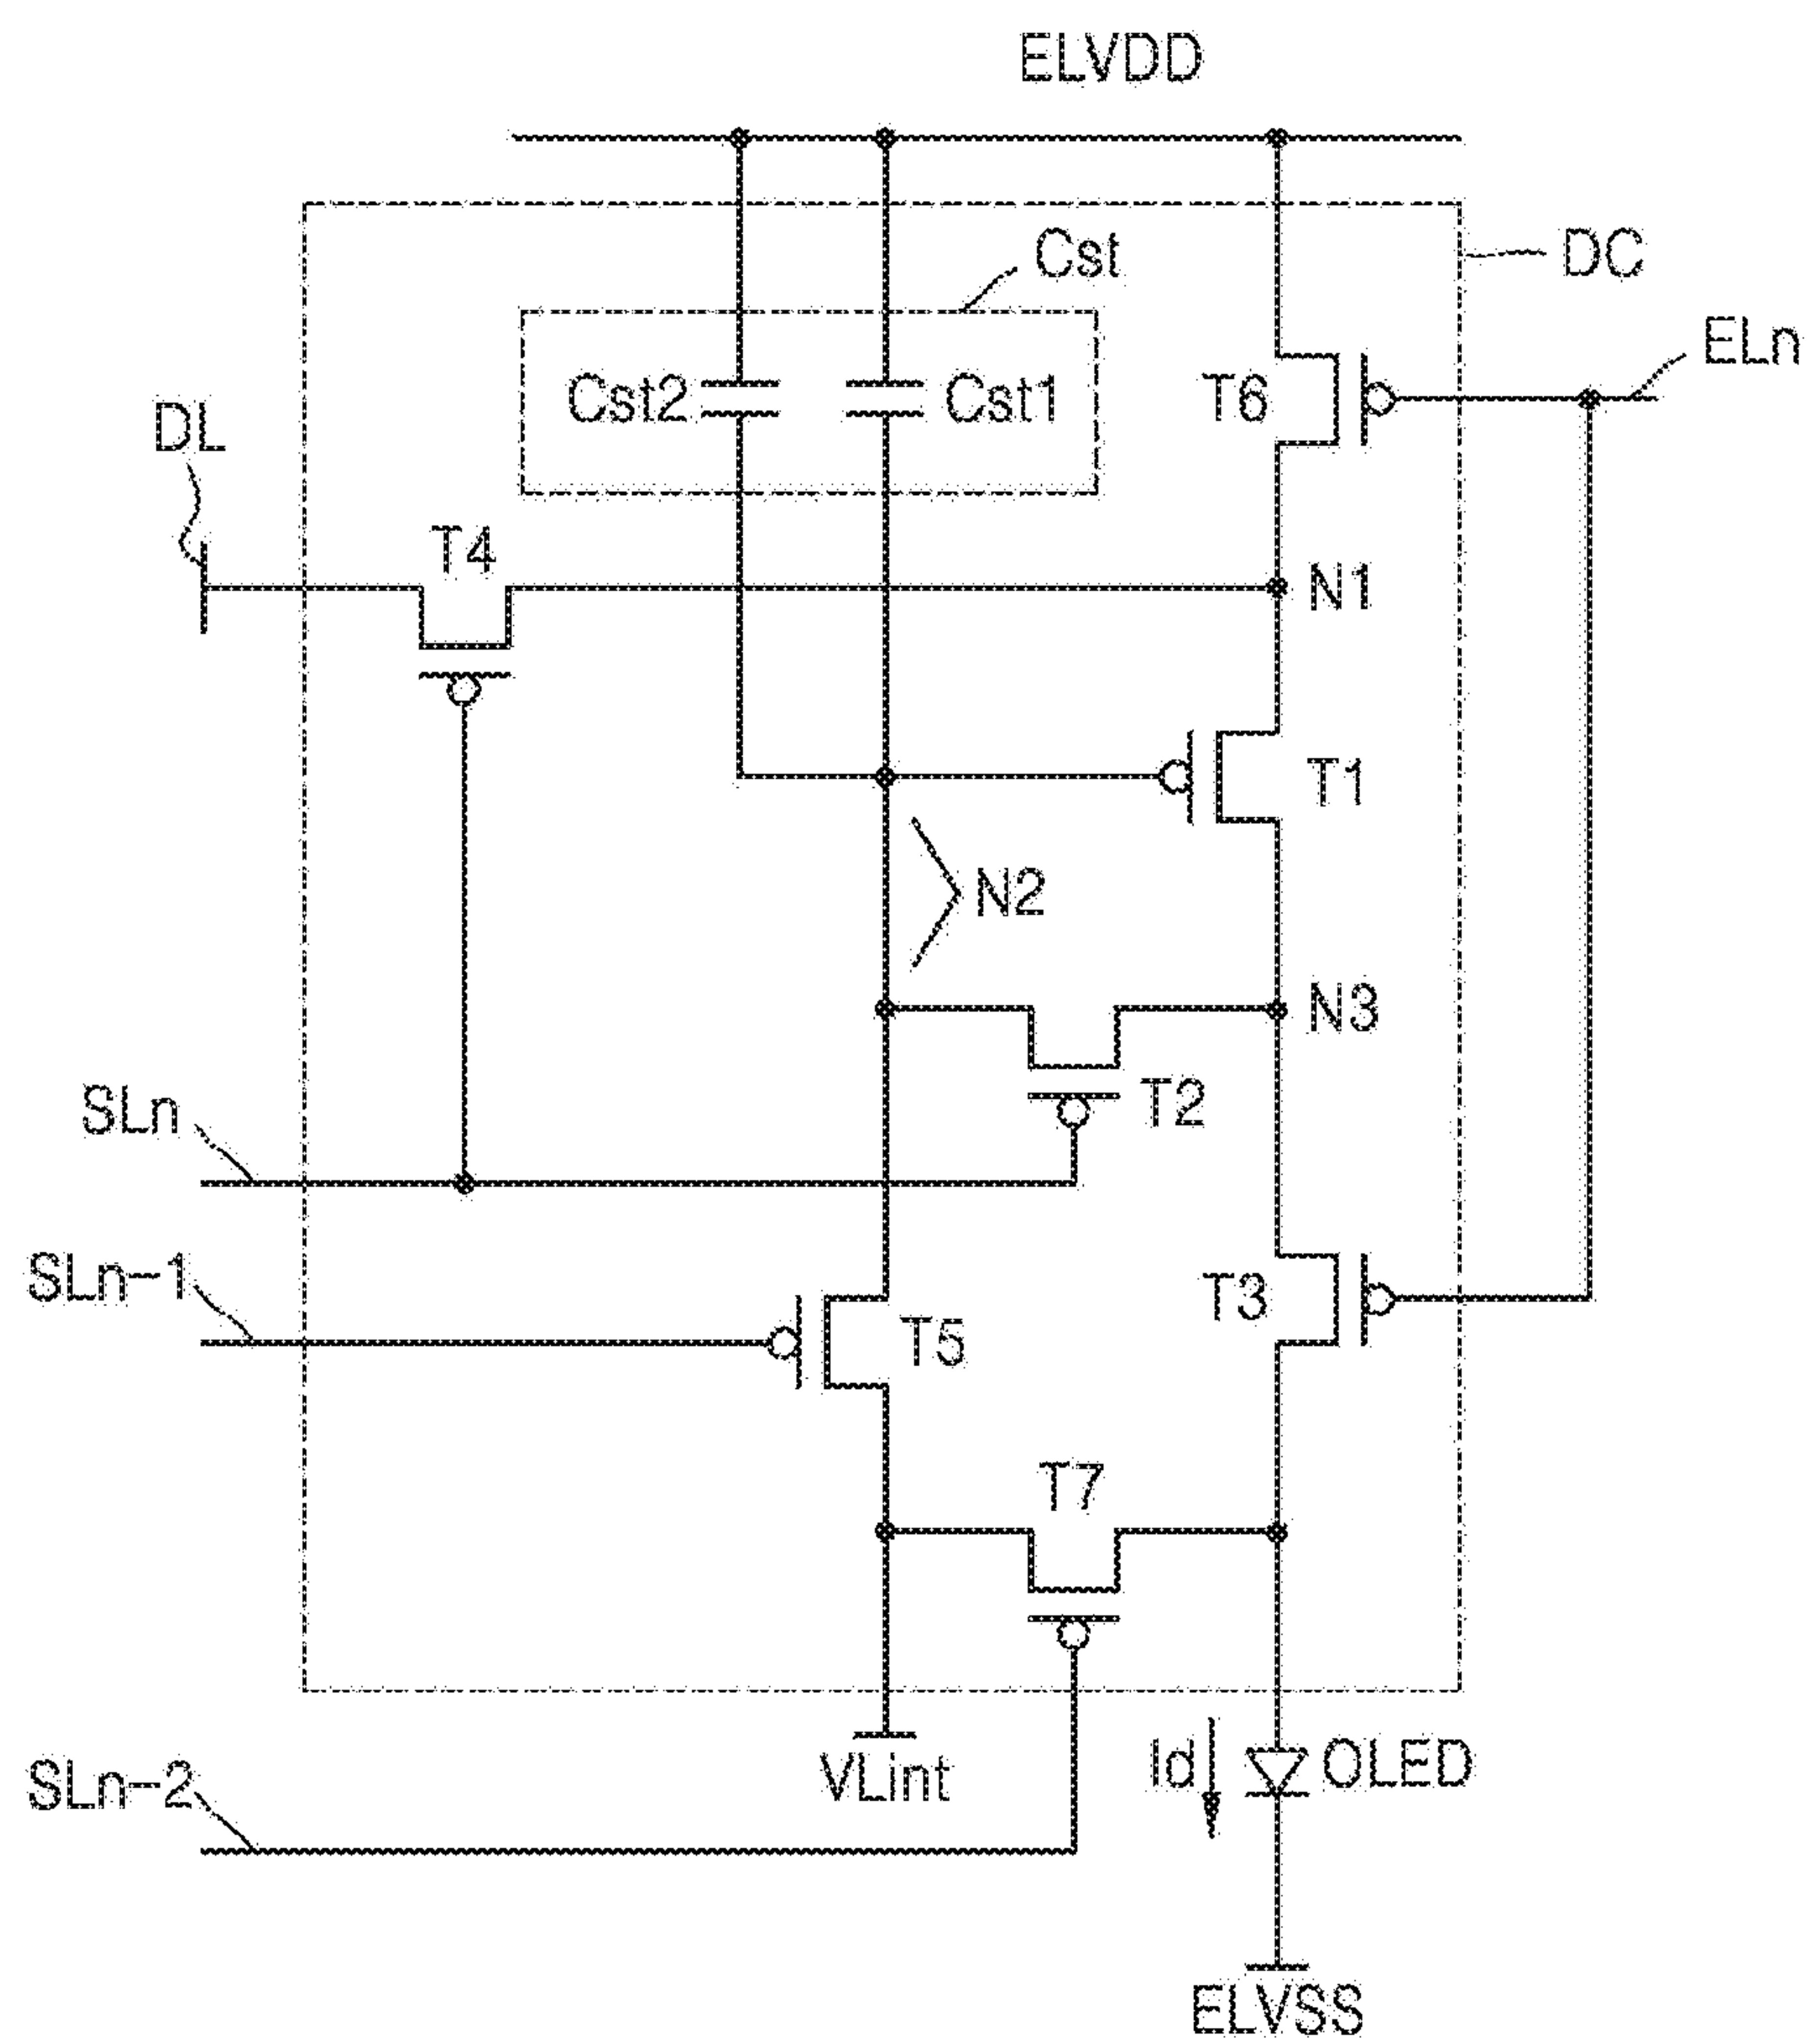 ELVDD
Cst
DC
ELn
Cst2
Cst1
T6
DL
T4
N1
T1
N2
N3
T2
SLn
SLn-1
T3
T5
T7
SLn-2
VLint
Id
OLED
ELVSS